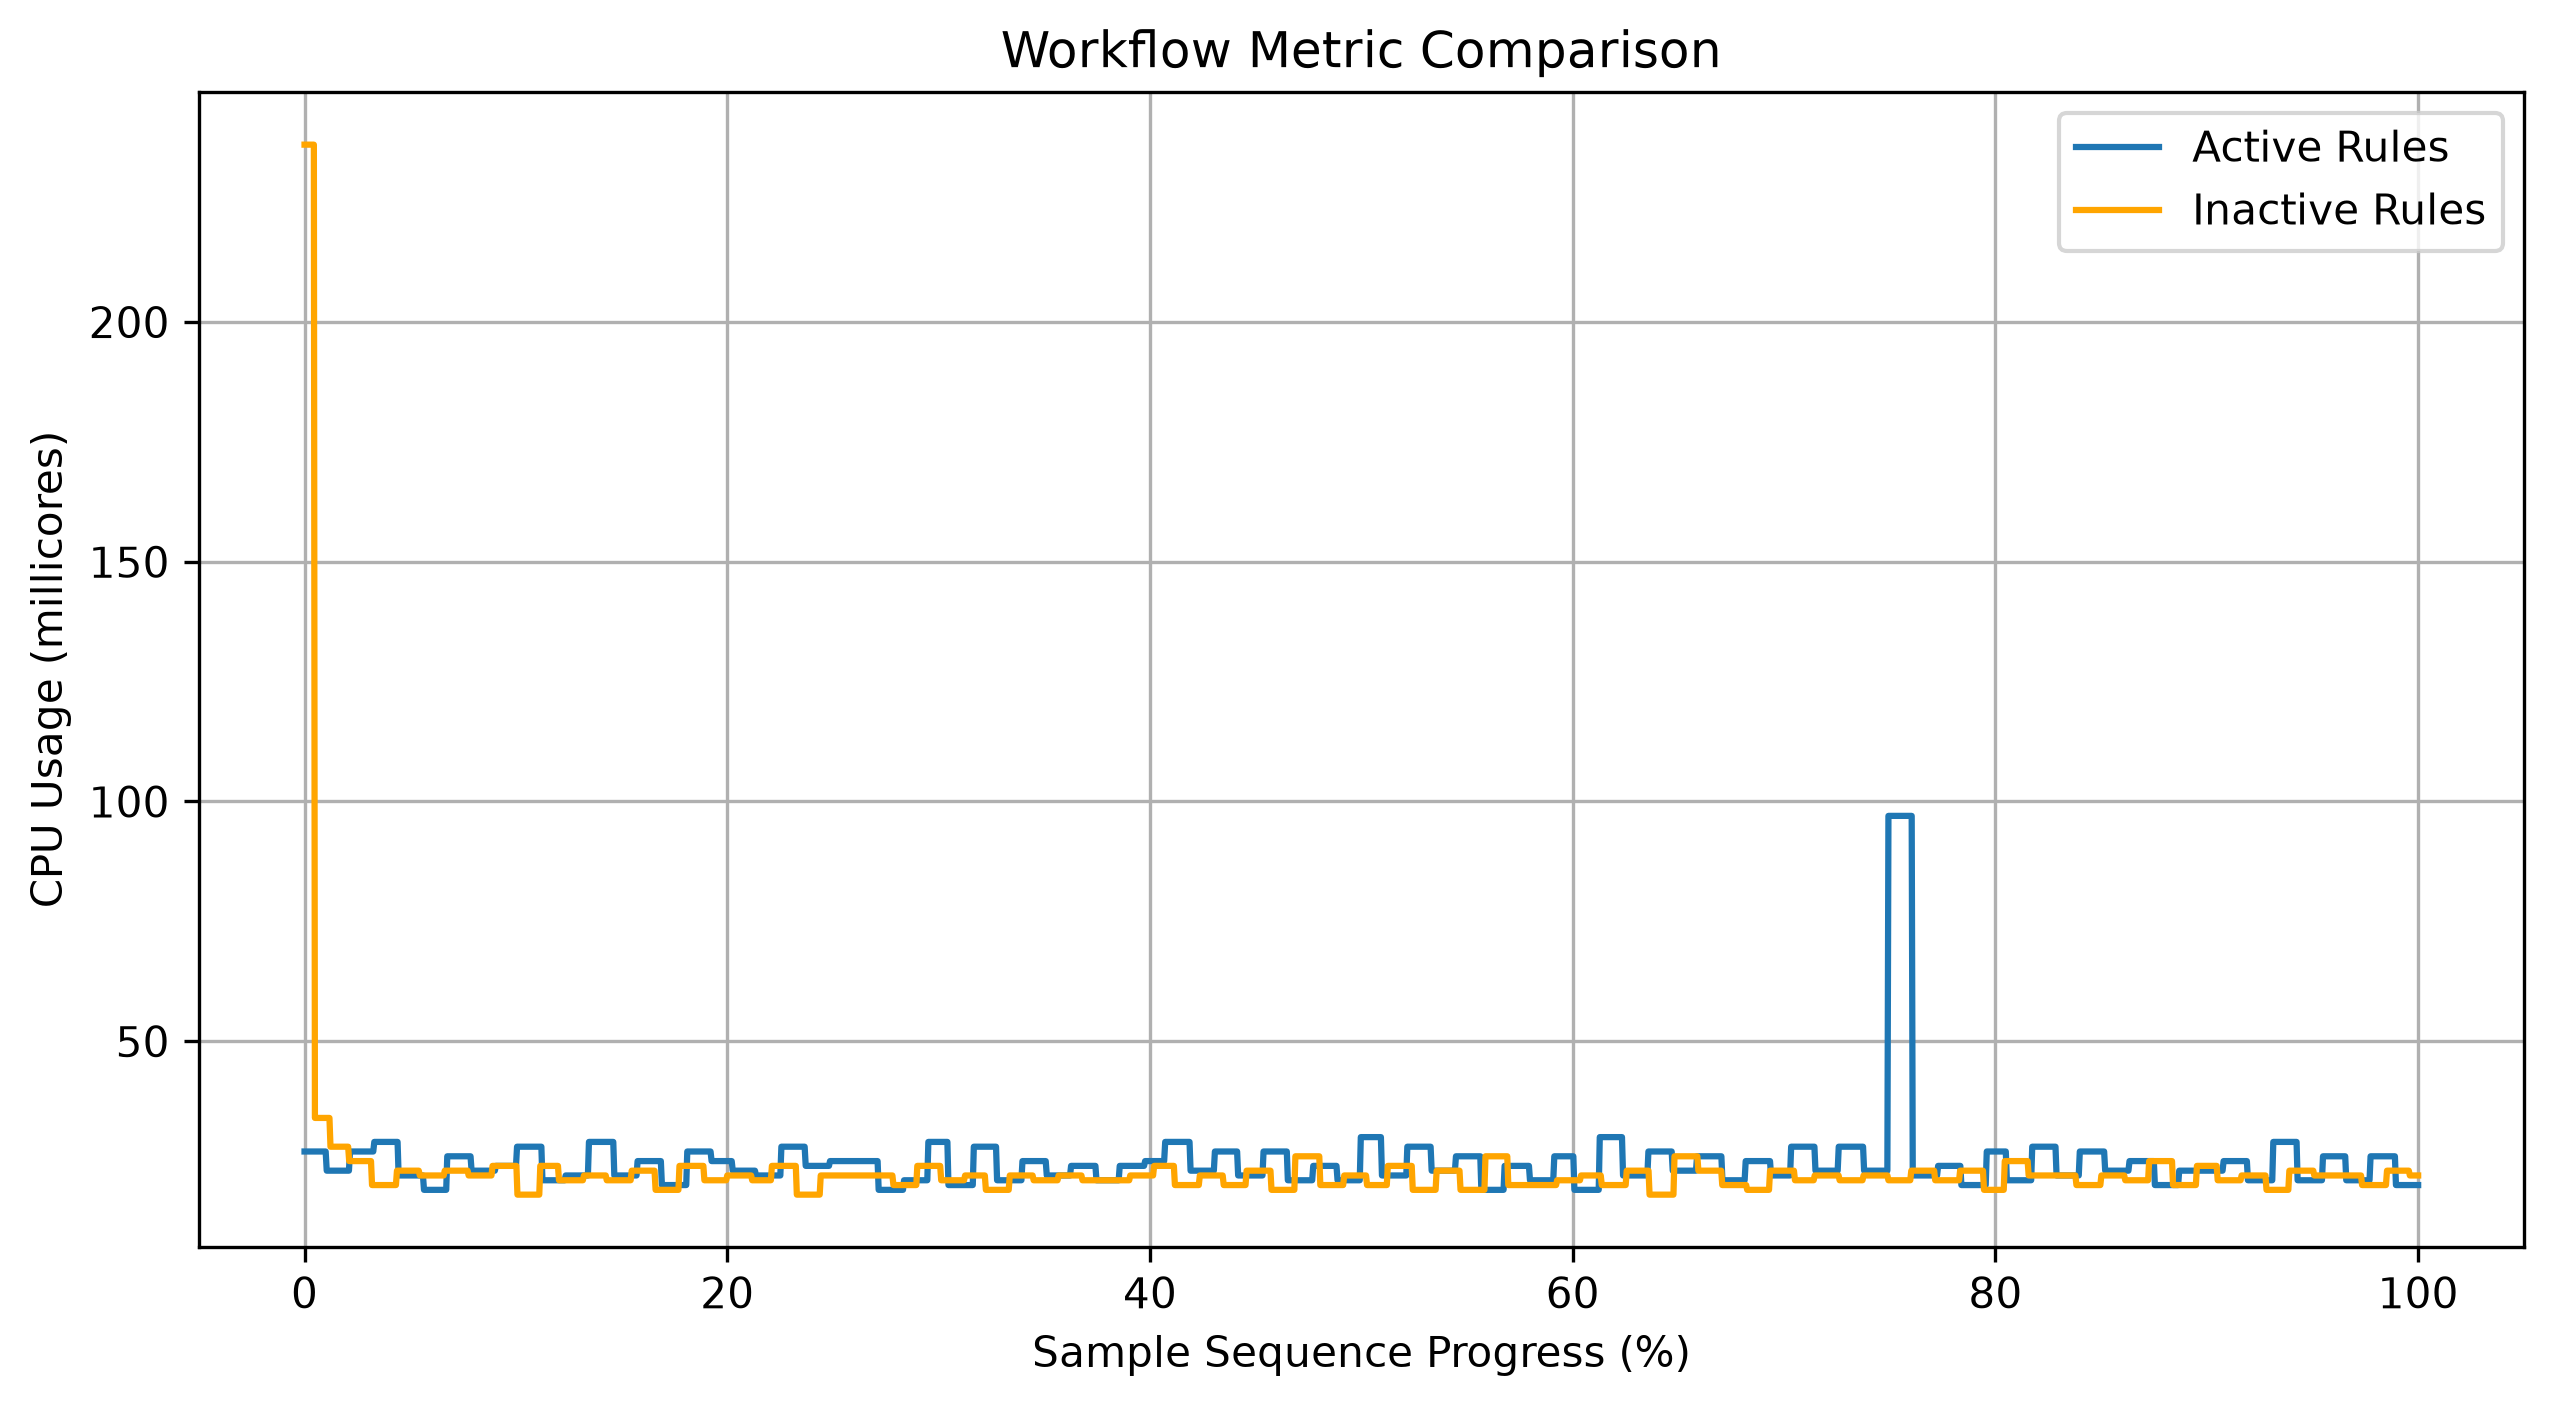 Workflow Metric Comparison
Active Rules
Inactive Rules
CPU Usage (millicores)
200
150
100
50
0
20
40
60
80
100
Sample Sequence Progress (%)